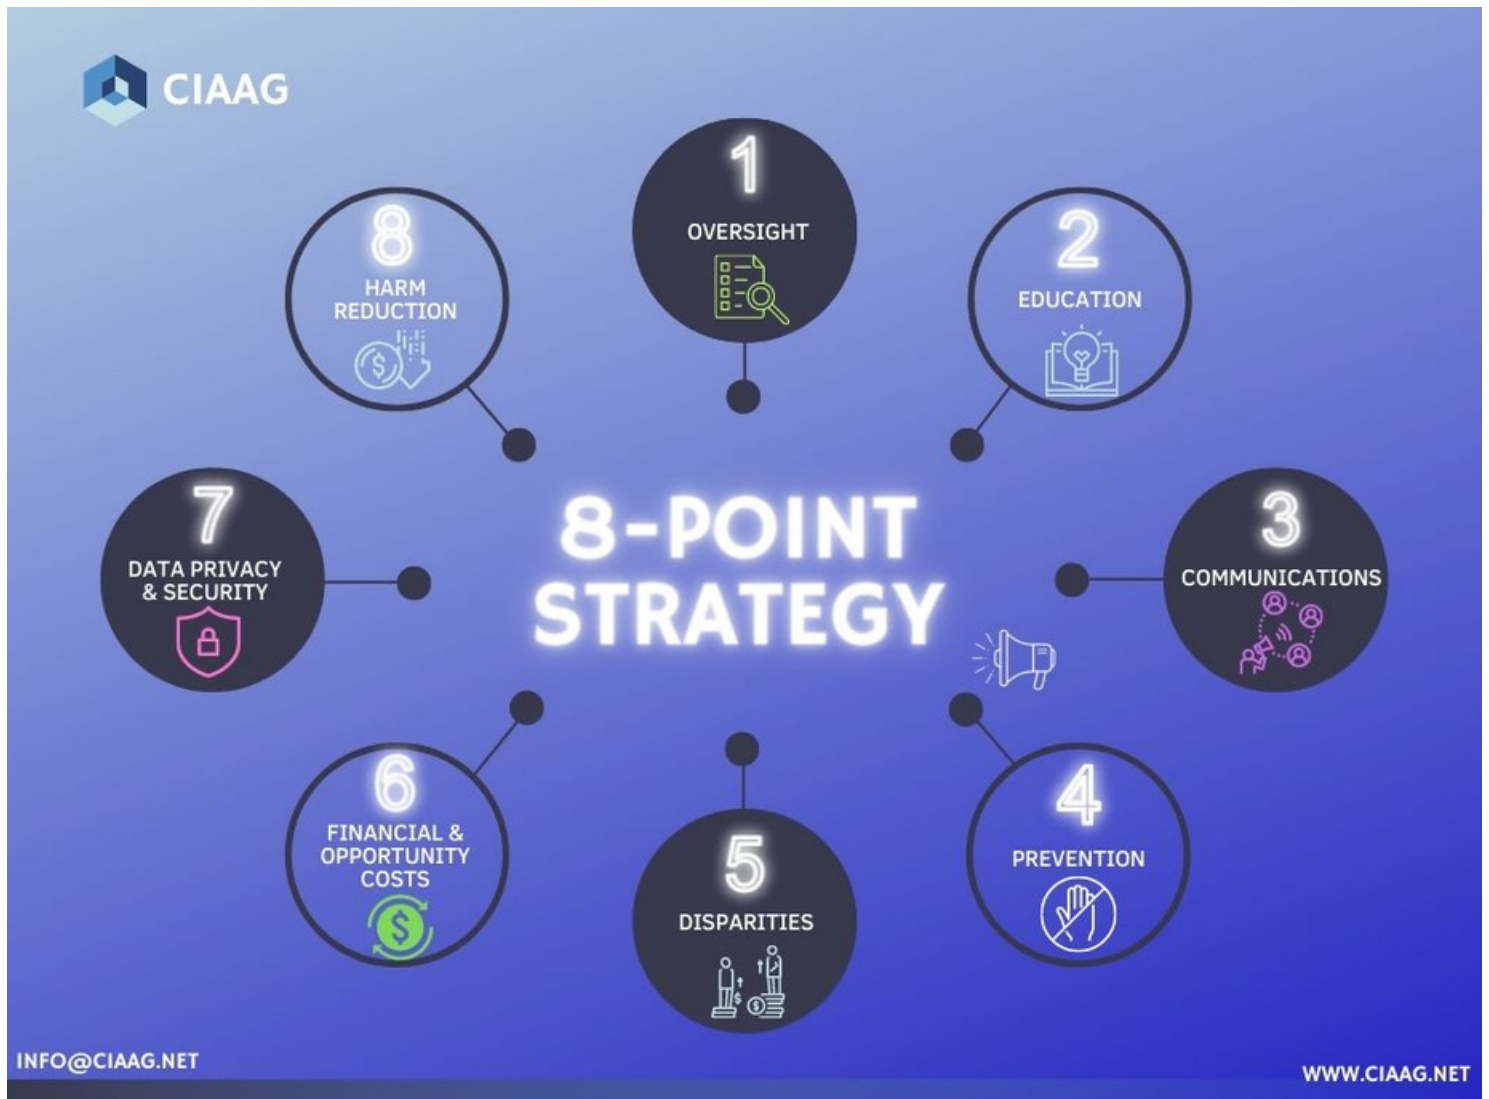 CIAAG
1
OVERSIGHT
2
EDUCATION
3
COMMUNICATIONS
4
PREVENTION
5
DISPARITIES
6
FINANCIAL &
OPPORTUNITY
COSTS
7
DATA PRIVACY
& SECURITY
8
HARM
REDUCTION
8-POINT
STRATEGY
INFO@CIAAG.NET
WWW.CIAAG.NET